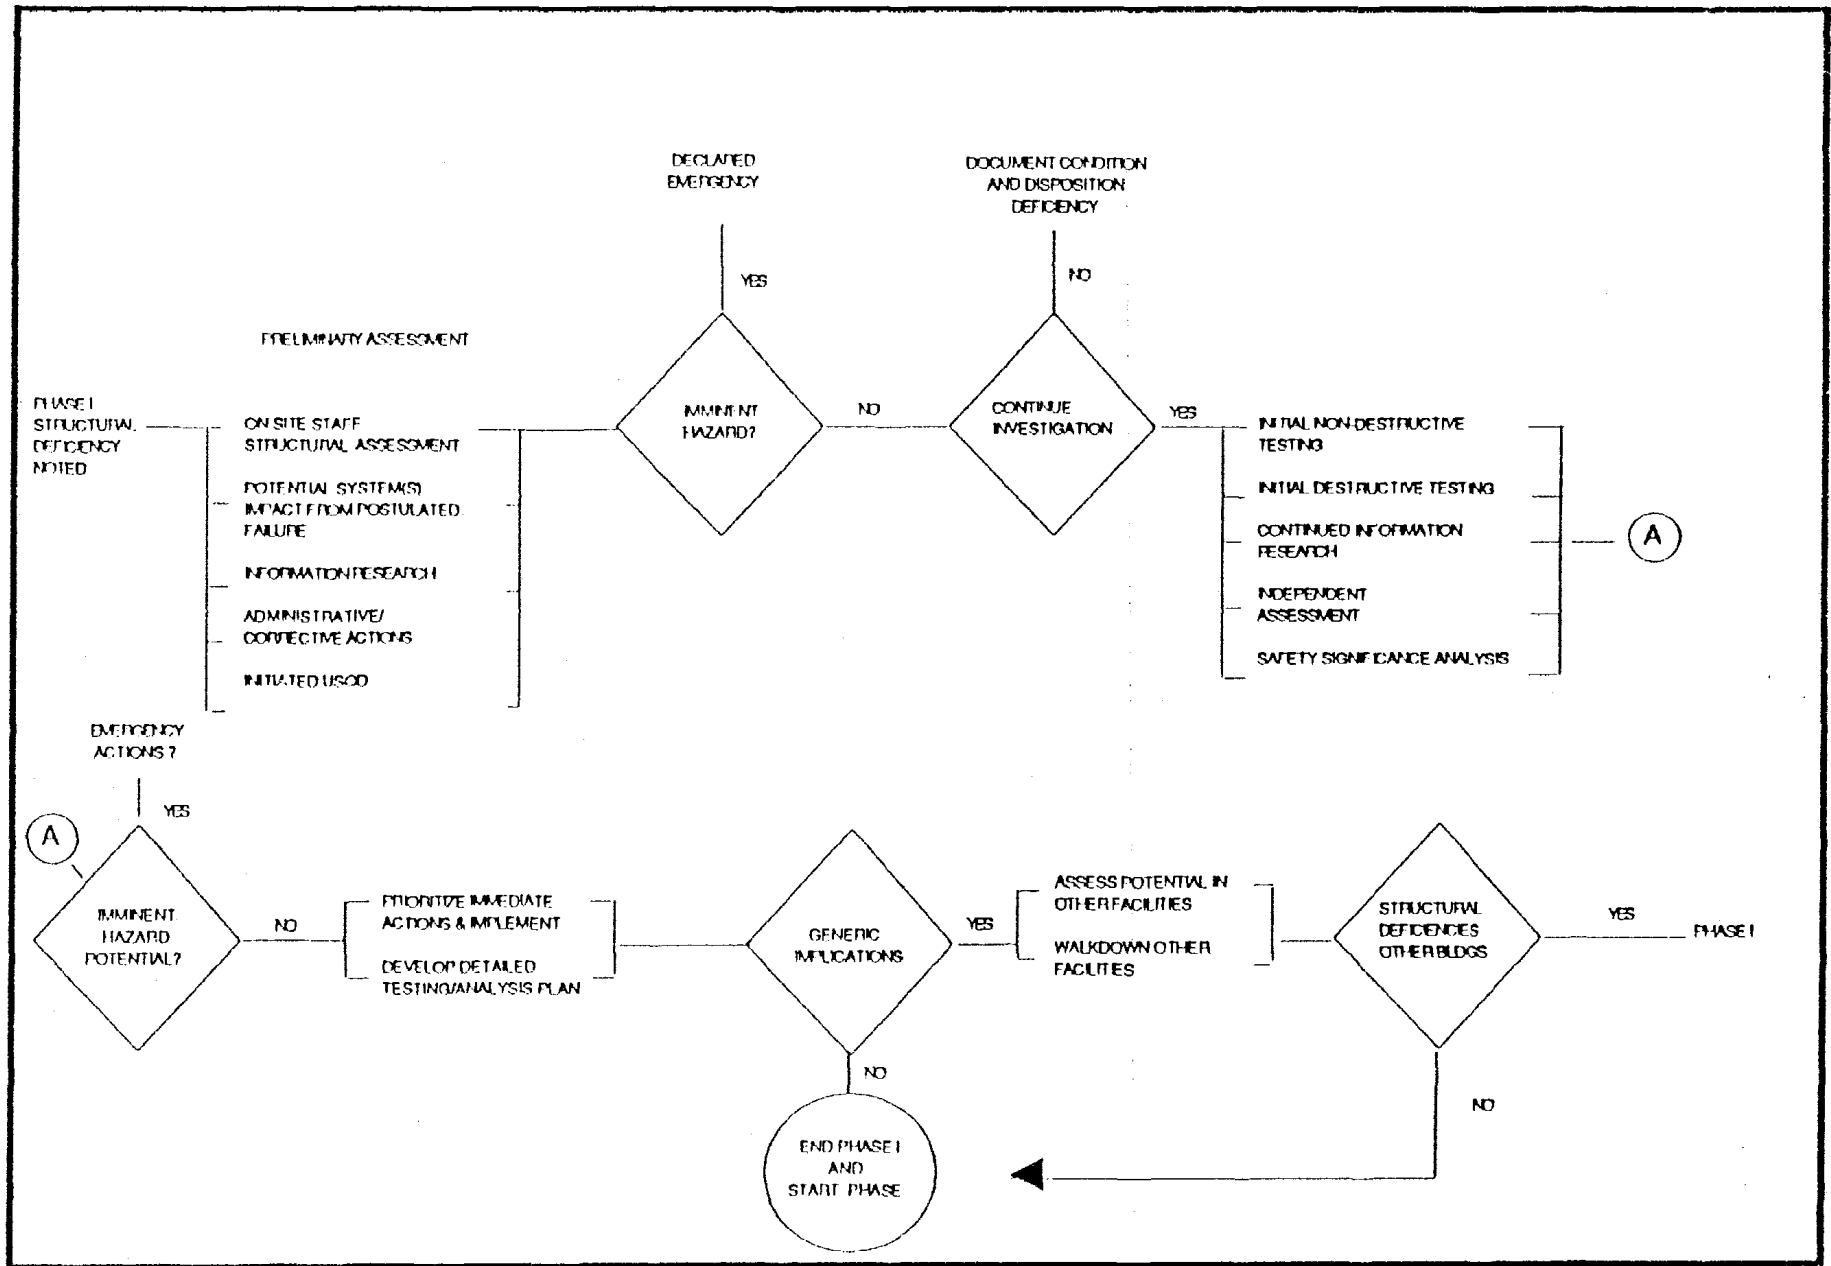 DECLARED
EMERGENCY
DOCUMENT CONDITION
AND DISPOSITION
DEFICIENCY
YES
NO
PRELIMINARY ASSESSMENT
PHASE I
STRUCTURAL
DEFICIENCY
NOTED
ON SITE STAFF
STRUCTURAL ASSESSMENT
POTENTIAL SYSTEM(S)
IMPACT FROM POSTULATED
FAILURE
INFORMATION RESEARCH
ADMINISTRATIVE/
CORRECTIVE ACTIONS
INITIATED USQD
IMMINENT
HAZARD?
NO
CONTINUE
INVESTIGATION
YES
INITIAL NON-DESTRUCTIVE
TESTING
INITIAL DESTRUCTIVE TESTING
CONTINUED INFORMATION
RESEARCH
INDEPENDENT
ASSESSMENT
SAFETY SIGNIFICANCE ANALYSIS
A
EMERGENCY
ACTIONS ?
YES
A
IMMINENT
HAZARD
POTENTIAL?
NO
PRIORITIZE IMMEDIATE
ACTIONS & IMPLEMENT
DEVELOP DETAILED
TESTING/ANALYSIS PLAN
GENERIC
IMPLICATIONS
YES
ASSESS POTENTIAL IN
OTHER FACILITIES
WALKDOWN OTHER
FACILITIES
STRUCTURAL
DEFICIENCES
OTHER BLDGS
YES
PHASE I
NO
NO
END PHASE I
AND
START PHASE